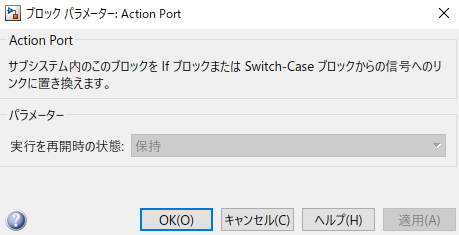 ブロック パラメーター: Action Port
Action Port
サブシステム内のこのブロックを If ブロックまたは Switch-Case ブロックからの信号へのリ
ンクに置き換えます。
パラメーター
実行を再開時の状態: 保持
OK(O) キャンセル(C) ヘルプ(H) 適用(A)